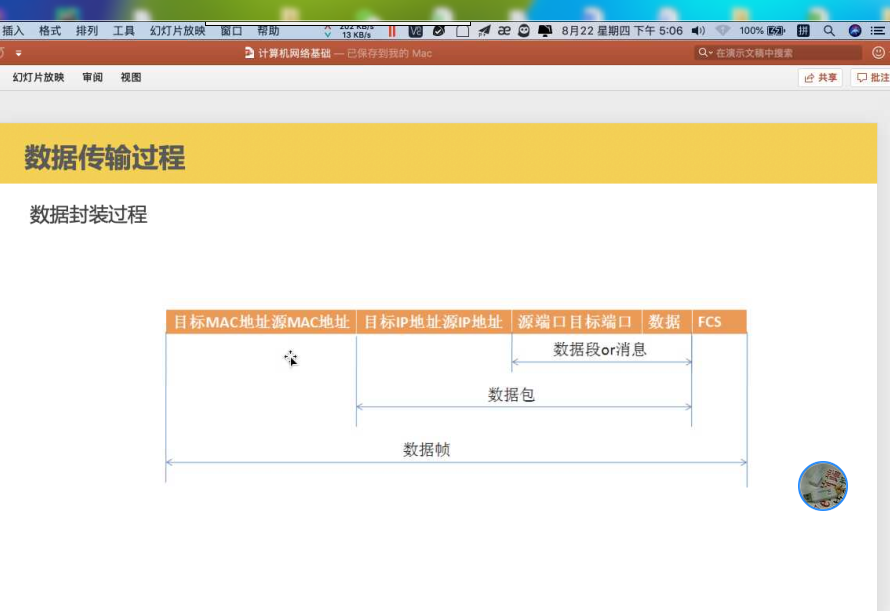 插入 格式 排列 工具 幻灯片放映 窗口 帮助 202 KB/s 13 KB/s 8月22 星期四 下午 5:06 100% 拼
计算机网络基础 — 已保存到我的 Mac 在演示文稿中搜索
幻灯片放映 审阅 视图 共享 批注
数据传输过程
数据封装过程
目标MAC地址源MAC地址 目标IP地址源IP地址 源端口目标端口 数据 FCS
数据段or消息
数据包
数据帧